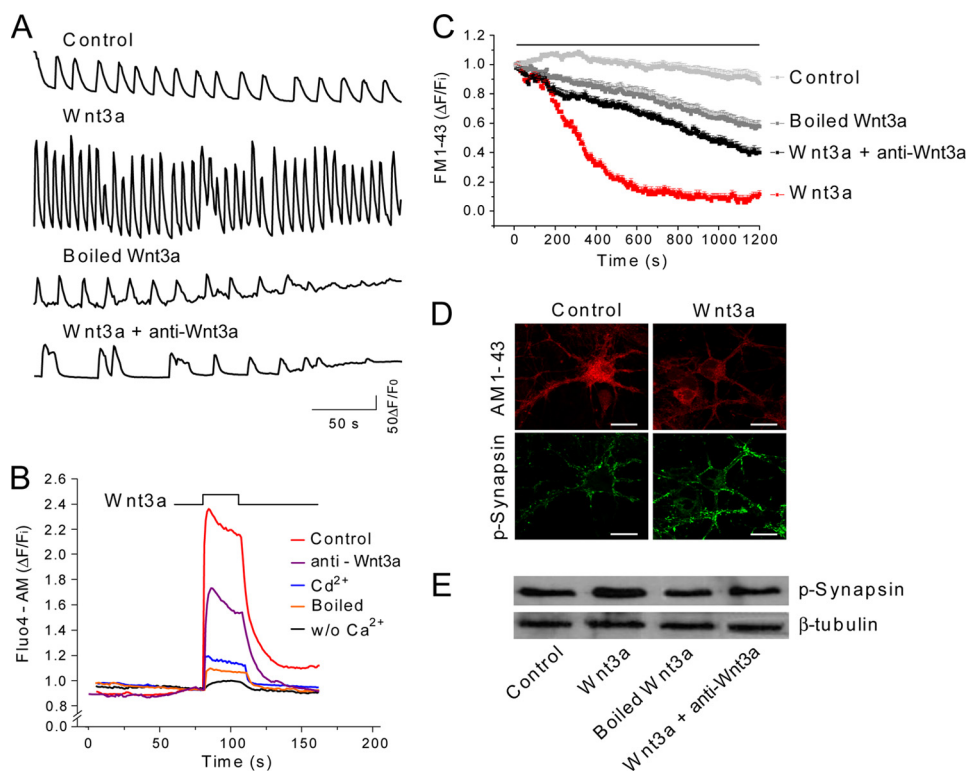 A
Control
Wnt3a
Boiled Wnt3a
Wnt3a + anti-Wnt3a
50 s
50ΔF/F0
B
Fluo4 - AM (ΔF/Fi)
2.6
2.4
2.2
2.0
1.8
1.6
1.4
1.2
1.0
0.8
0.0
Wnt3a
Control
anti - Wnt3a
Cd2+
Boiled
w/o Ca2+
0 50 100 150 200
Time (s)
C
FM1-43 (ΔF/Fi)
1.2
1.0
0.8
0.6
0.4
0.2
0.0
Control
Boiled Wnt3a
Wnt3a + anti-Wnt3a
Wnt3a
0 200 400 600 800 1000 1200
Time (s)
D
Control Wnt3a
AM1-43
p-Synapsin
E
p-Synapsin
β-tubulin
Control
Wnt3a
Boiled Wnt3a
Wnt3a + anti-Wnt3a